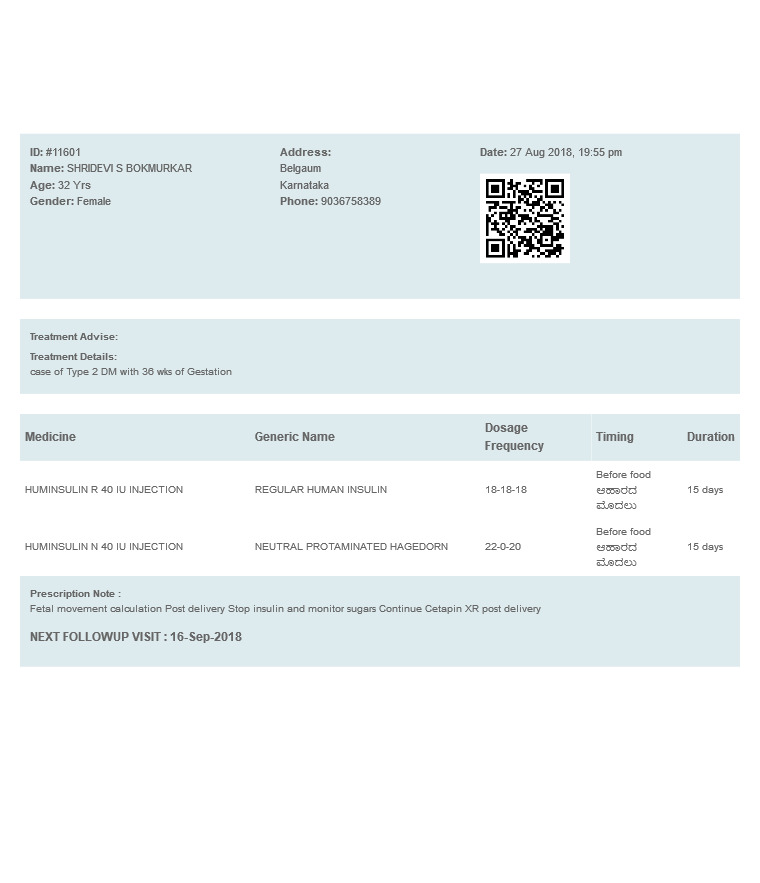 ID: #11601
Name: SHRIDEVI S BOKMURKAR
Age: 32 Yrs
Gender: Female
Address:
Belgaum
Karnataka
Phone: 9036758389
Date: 27 Aug 2018, 19:55 pm
Treatment Advise:
Treatment Details:
case of Type 2 DM with 36 wks of Gestation
Medicine Generic Name Dosage Frequency Timing Duration
HUMINSULIN R 40 IU INJECTION REGULAR HUMAN INSULIN 18-18-18 Before food ಆಹಾರದ ಮೊದಲು 15 days
HUMINSULIN N 40 IU INJECTION NEUTRAL PROTAMINATED HAGEDORN 22-0-20 Before food ಆಹಾರದ ಮೊದಲು 15 days
Prescription Note :
Fetal movement calculation Post delivery Stop insulin and monitor sugars Continue Cetapin XR post delivery
NEXT FOLLOWUP VISIT : 16-Sep-2018